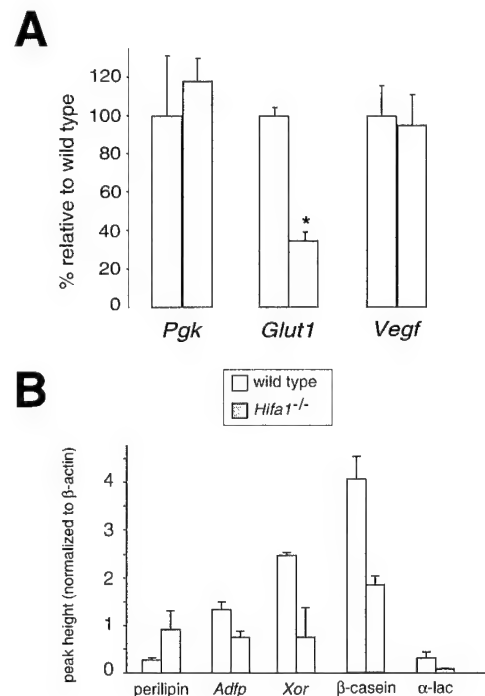 A
% relative to wild type
120
100
80
60
40
20
0
*
Pgk Glut1 Vegf
wild type
Hifa1-/-
B
peak height (normalized to β-actin)
4
3
2
1
0
perilipin Adfp Xor β-casein α-lac